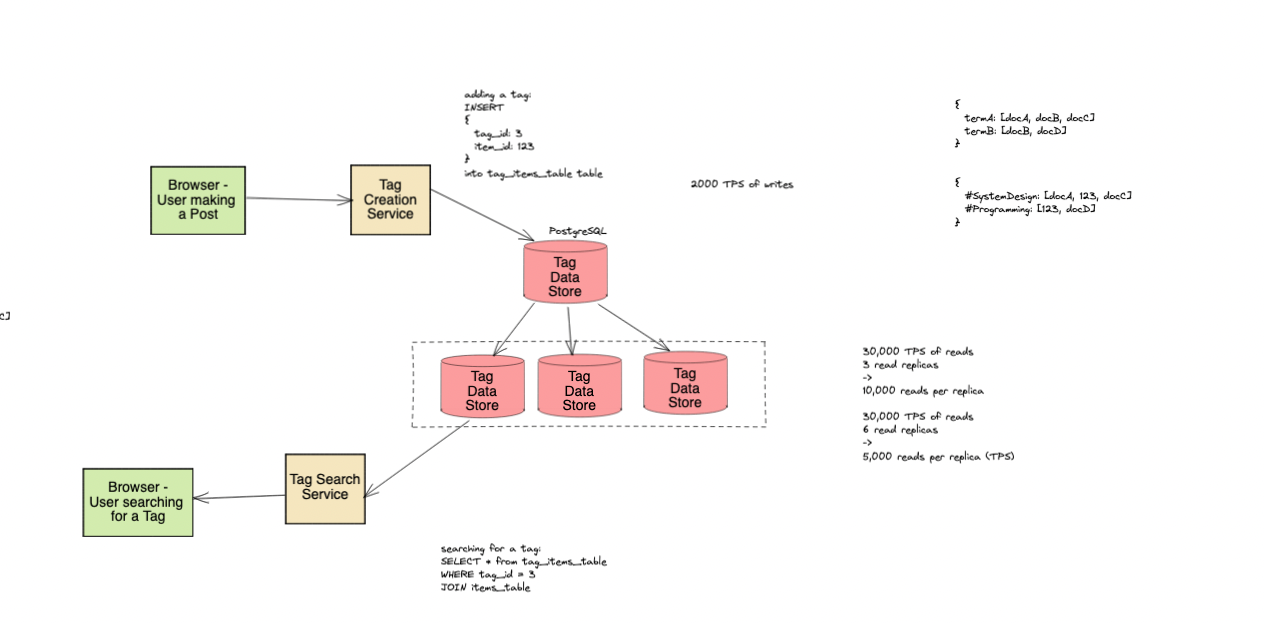 adding a tag:
INSERT
{
tag_id: 3
item_id: 123
}
into tag_items_table table
{
termA: [docA, docB, docC]
termB: [docB, docD]
}
2000 TPS of writes
{
#SystemDesign: [docA, 123, docC]
#Programming: [123, docD]
}
Browser -
User making
a Post
Tag
Creation
Service
PostgreSQL
Tag
Data
Store
C]
Tag
Data
Store
Tag
Data
Store
Tag
Data
Store
30,000 TPS of reads
3 read replicas
->
10,000 reads per replica
30,000 TPS of reads
6 read replicas
->
5,000 reads per replica (TPS)
Browser -
User searching
for a Tag
Tag Search
Service
searching for a tag:
SELECT * from tag_items_table
WHERE tag_id = 3
JOIN items_table